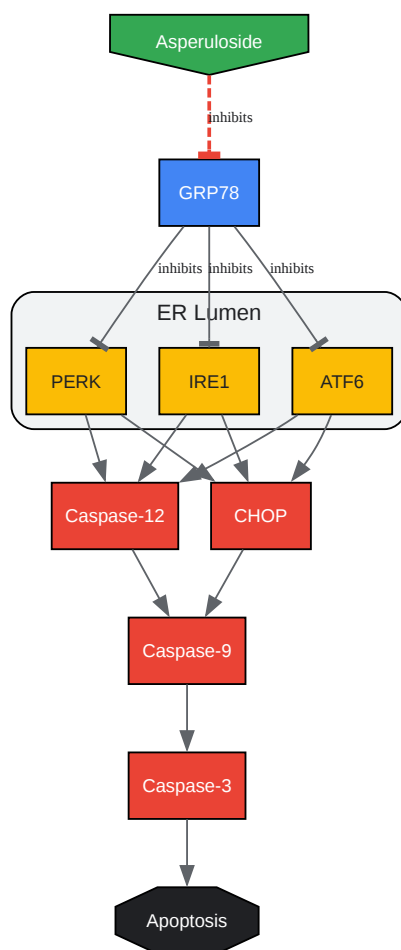 Asperuloside
inhibits
GRP78
inhibits inhibits inhibits
ER Lumen
PERK IRE1 ATF6
Caspase-12 CHOP
Caspase-9
Caspase-3
Apoptosis